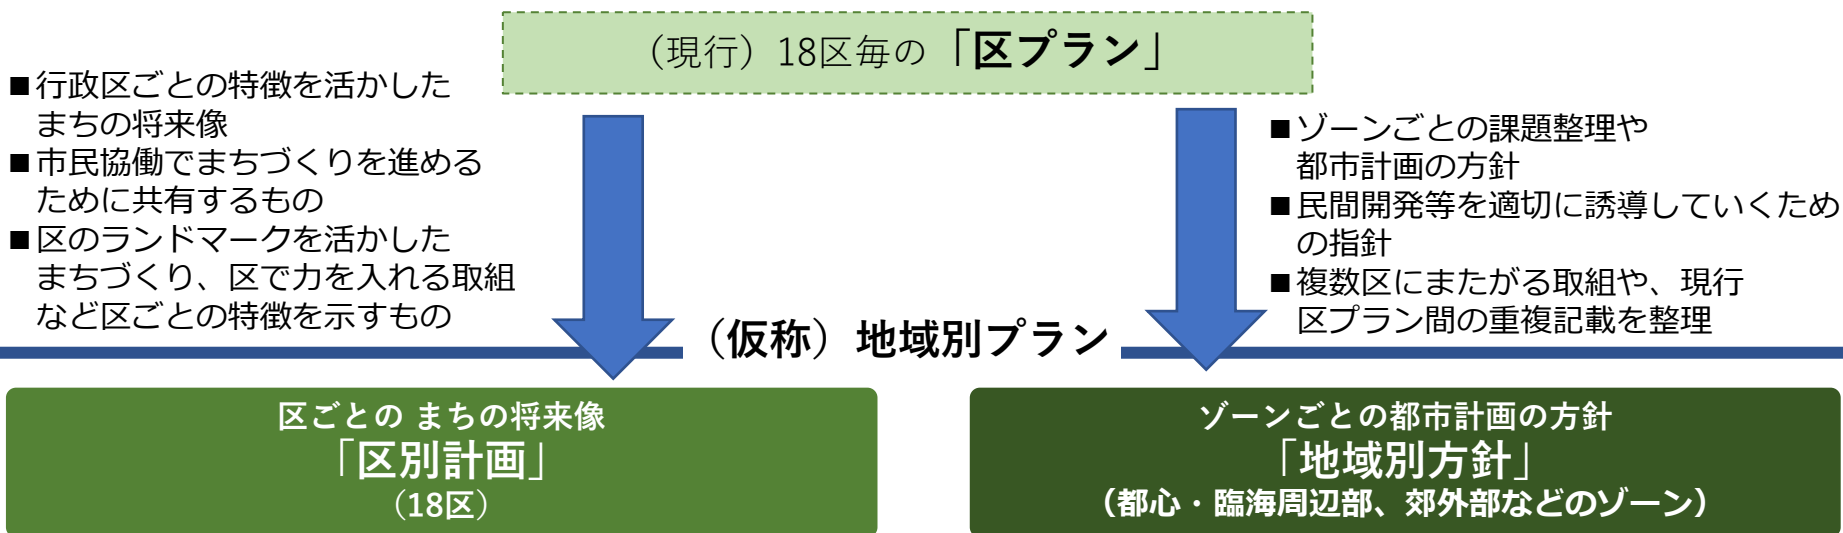 （現行）18区毎の「区プラン」
■行政区ごとの特徴を活かした
まちの将来像
■市民協働でまちづくりを進める
ために共有するもの
■区のランドマークを活かした
まちづくり、区で力を入れる取組
など区ごとの特徴を示すもの
■ゾーンごとの課題整理や
都市計画の方針
■民間開発等を適切に誘導していくため
の指針
■複数区にまたがる取組や、現行
区プラン間の重複記載を整理
（仮称）地域別プラン
区ごとの まちの将来像
「区別計画」
（18区）
ゾーンごとの都市計画の方針
「地域別方針」
（都心・臨海周辺部、郊外部などのゾーン）